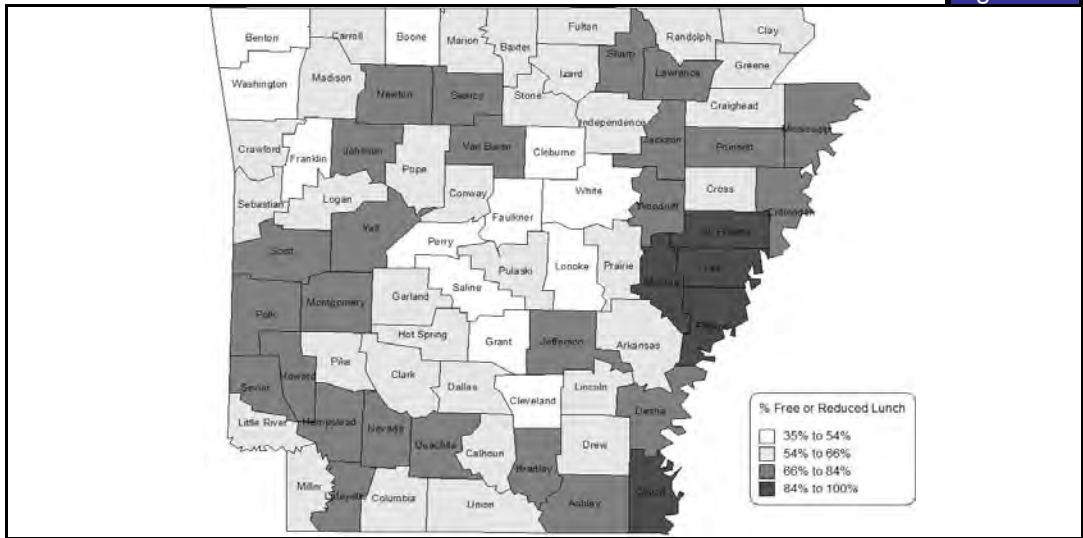 Benton
Carroll
Boone
Marion
Baxter
Fulton
Randolph
Clay
Sharp
Izard
Lawrence
Greene
Washington
Madison
Newton
Searcy
Stone
Independence
Jackson
Craighead
Mississippi
Poinsett
Crawford
Franklin
Johnson
Pope
Van Buren
Cleburne
White
Cross
Woodruff
Crittenden
Sebastian
Logan
Conway
Faulkner
Yell
Scott
Perry
Pulaski
Lonoke
Prairie
St. Francis
Lee
Monroe
Polk
Montgomery
Garland
Saline
Hot Spring
Grant
Jefferson
Arkansas
Phillips
Sevier
Howard
Pike
Clark
Dallas
Cleveland
Lincoln
Desha
Little River
Hempstead
Nevada
Ouachita
Calhoun
Bradley
Drew
Chicot
Miller
Lafayette
Columbia
Union
Ashley
% Free or Reduced Lunch
35% to 54%
54% to 66%
66% to 84%
84% to 100%